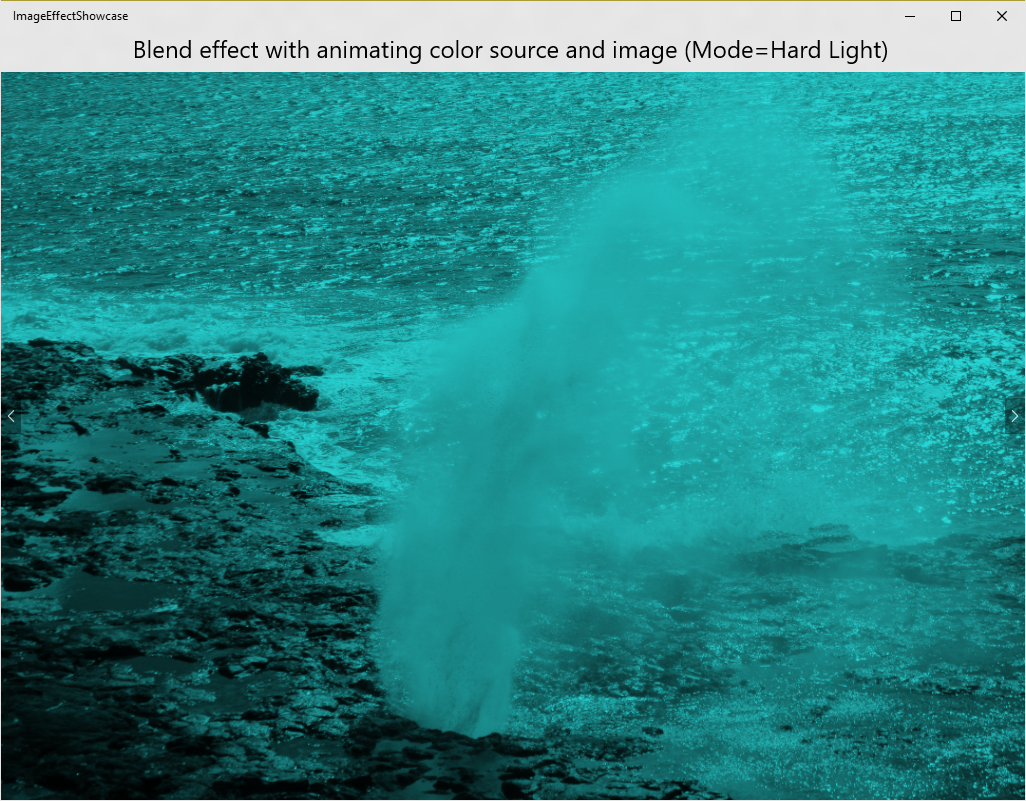 ImageEffectShowcase
Blend effect with animating color source and image (Mode=Hard Light)